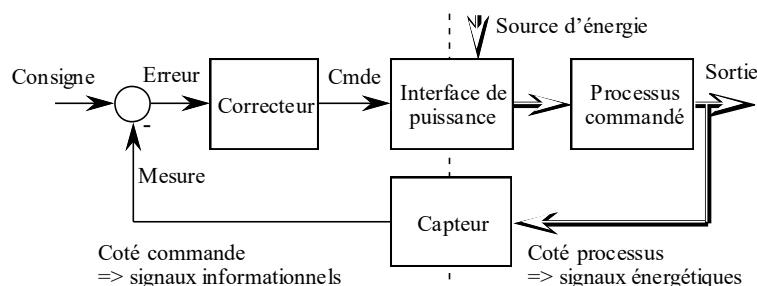 Source d'énergie
Consigne
Erreur
Correcteur
Cmde
Interface de
puissance
Processus
commandé
Sortie
-
Mesure
Capteur
Coté commande
=> signaux informationnels
Coté processus
=> signaux énergétiques